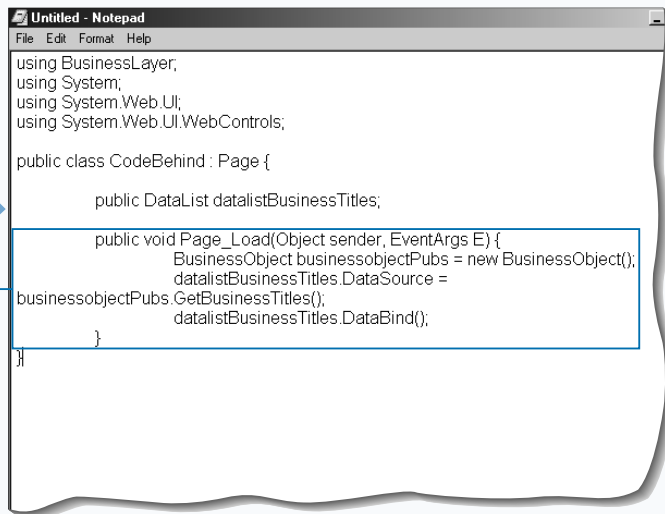 Untitled - Notepad
File Edit Format Help
using BusinessLayer;
using System;
using System.Web.UI;
using System.Web.UI.WebControls;
public class CodeBehind : Page {
public DataList datalistBusinessTitles;
public void Page_Load(Object sender, EventArgs E) {
BusinessObject businessobjectPubs = new BusinessObject();
datalistBusinessTitles.DataSource =
businessobjectPubs.GetBusinessTitles();
datalistBusinessTitles.DataBind();
}
}